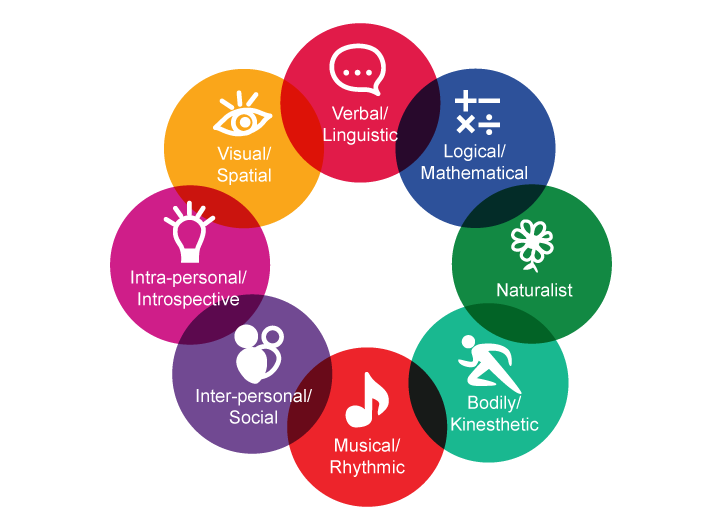 Verbal/
Linguistic
Logical/
Mathematical
Naturalist
Bodily/
Kinesthetic
Musical/
Rhythmic
Inter-personal/
Social
Intra-personal/
Introspective
Visual/
Spatial